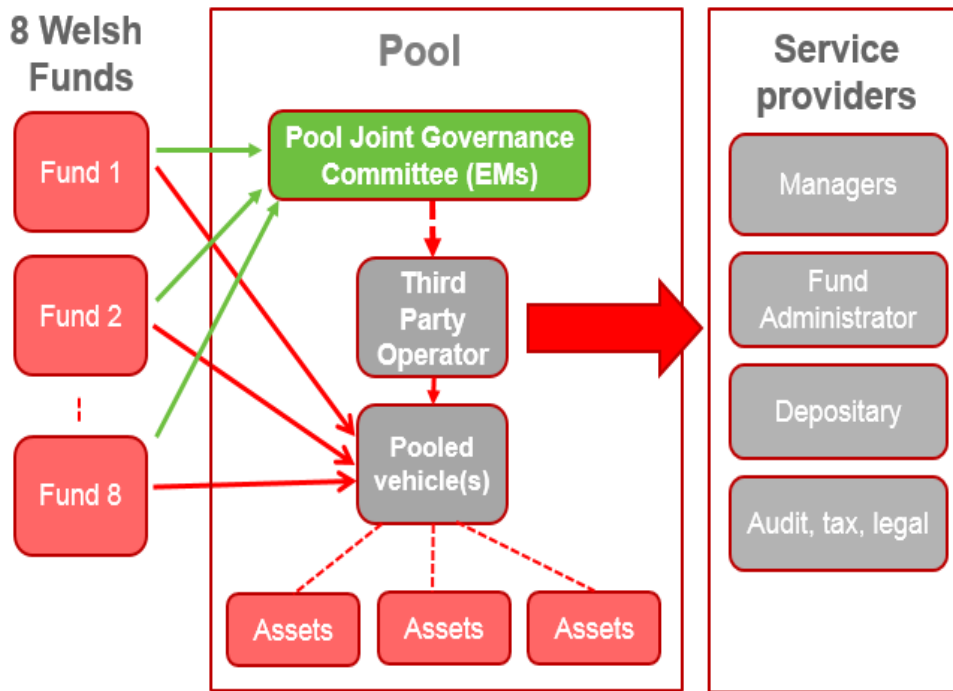 8 Welsh
Funds
Fund 1
Fund 2
Fund 8
Pool
Pool Joint Governance
Committee (EMs)
Third
Party
Operator
Pooled
vehicle(s)
Assets
Assets
Assets
Service
providers
Managers
Fund
Administrator
Depositary
Audit, tax, legal